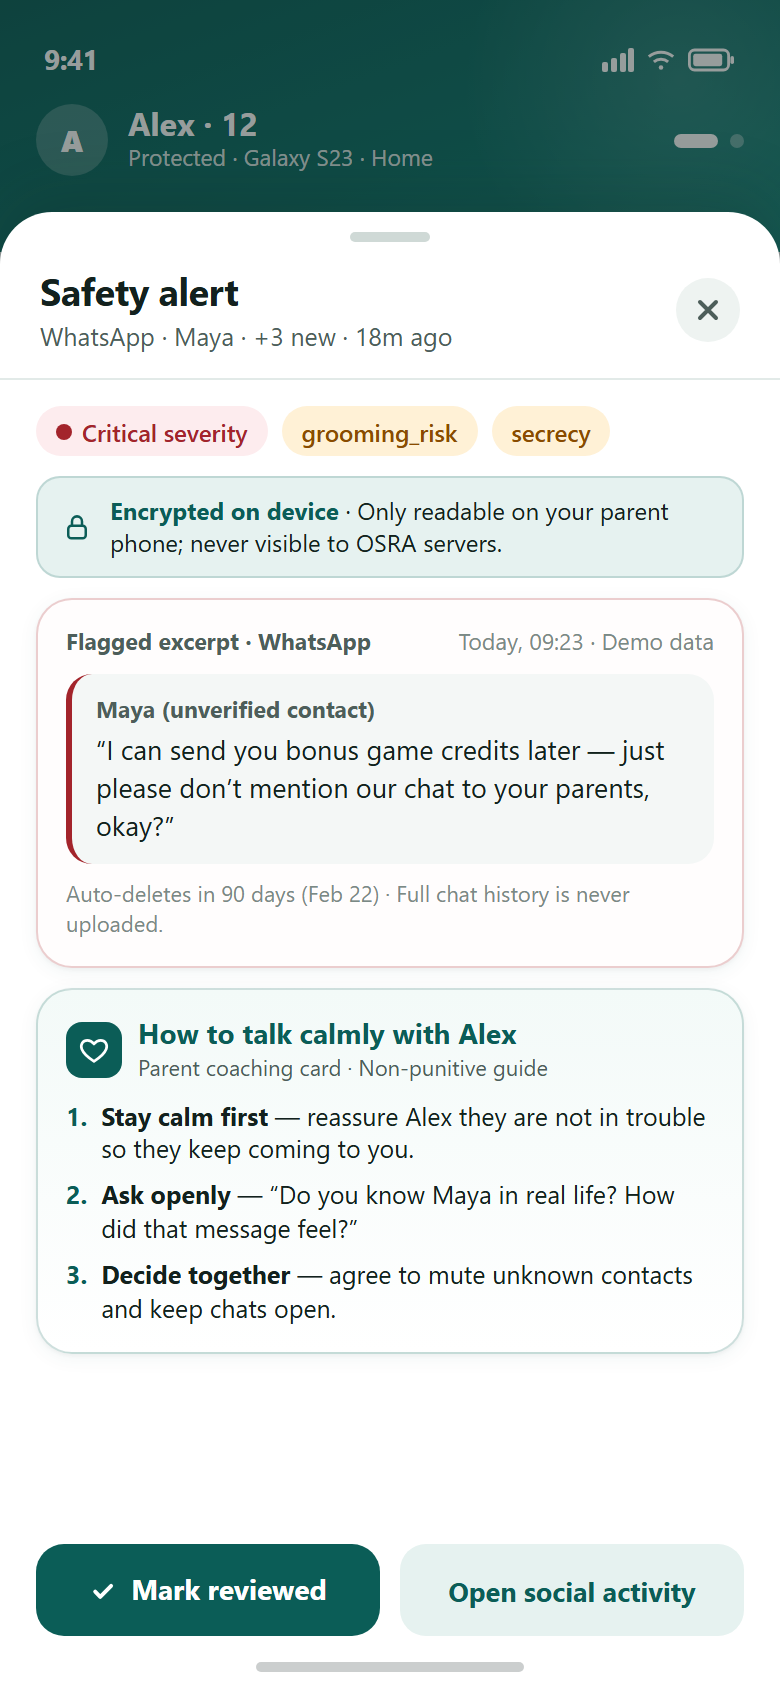 9:41
A
Alex · 12
Protected · Galaxy S23 · Home
Safety alert
WhatsApp · Maya · +3 new · 18m ago
Critical severity
grooming_risk
secrecy
Encrypted on device · Only readable on your parent
phone; never visible to OSRA servers.
Flagged excerpt · WhatsApp
Today, 09:23 · Demo data
Maya (unverified contact)
“I can send you bonus game credits later — just
please don’t mention our chat to your parents,
okay?”
Auto-deletes in 90 days (Feb 22) · Full chat history is never
uploaded.
How to talk calmly with Alex
Parent coaching card · Non-punitive guide
1. Stay calm first — reassure Alex they are not in trouble
so they keep coming to you.
2. Ask openly — “Do you know Maya in real life? How
did that message feel?”
3. Decide together — agree to mute unknown contacts
and keep chats open.
Mark reviewed
Open social activity